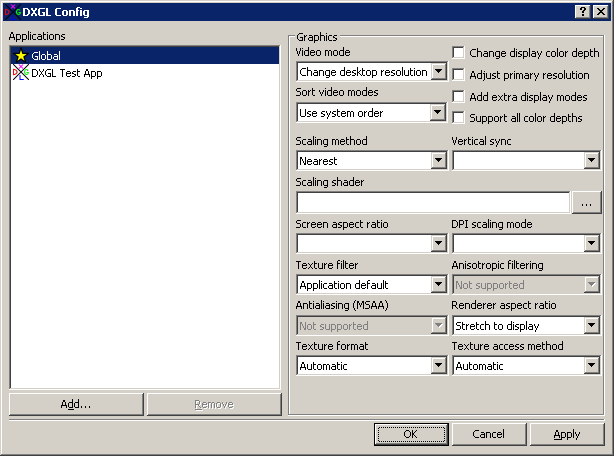 DXGL Config
Applications
Global
DXGL Test App
Add...
Remove
Graphics
Video mode
Change desktop resolution
Change display color depth
Adjust primary resolution
Sort video modes
Use system order
Add extra display modes
Support all color depths
Scaling method
Vertical sync
Nearest
Scaling shader
...
Screen aspect ratio
DPI scaling mode
Texture filter
Anisotropic filtering
Application default
Not supported
Antialiasing (MSAA)
Renderer aspect ratio
Not supported
Stretch to display
Texture format
Texture access method
Automatic
Automatic
OK
Cancel
Apply